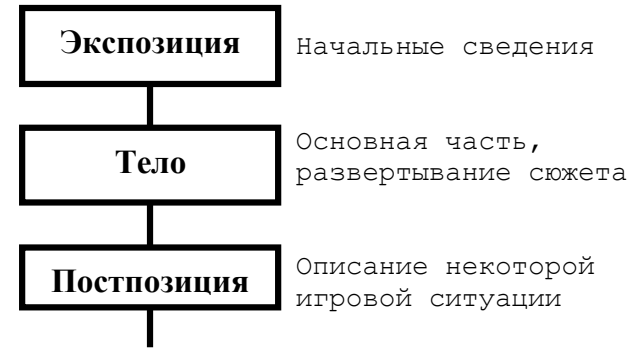 Экспозиция
Начальные сведения
Тело
Основная часть,
развертывание сюжета
Постпозиция
Описание некоторой
игровой ситуации